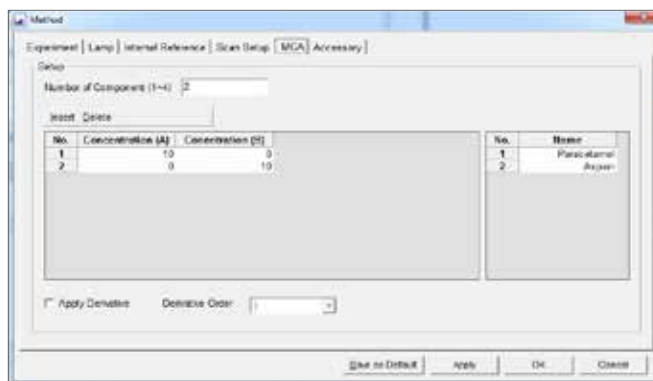 Method
Experiment Lamp Internal Reference Scan Setup MCA Accessory
Setup
Number of Component (1~4) 2
Insert Delete
No. Concentration (A) Concentration (B) No. Name
1 10 0 1 Paracetamol
2 0 10 2 Aspirin
Apply Derivative Derivative Order 1
Save as Default Apply OK Cancel